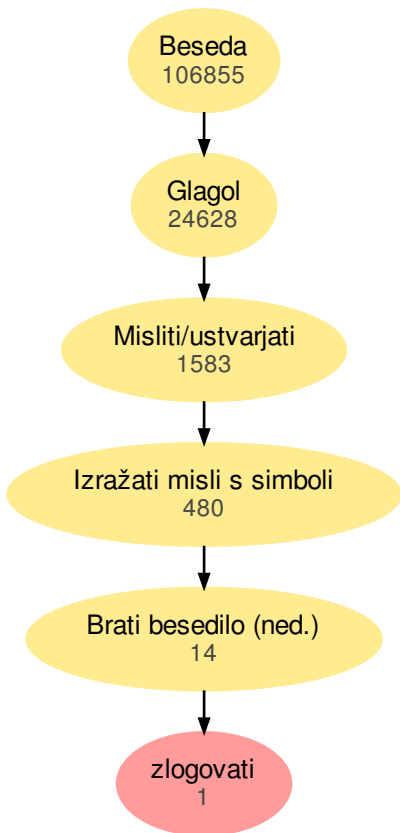 Beseda
106855
Glagol
24628
Misliti/ustvarjati
1583
Izražati misli s simboli
480
Brati besedilo (ned.)
14
zlogovati
1